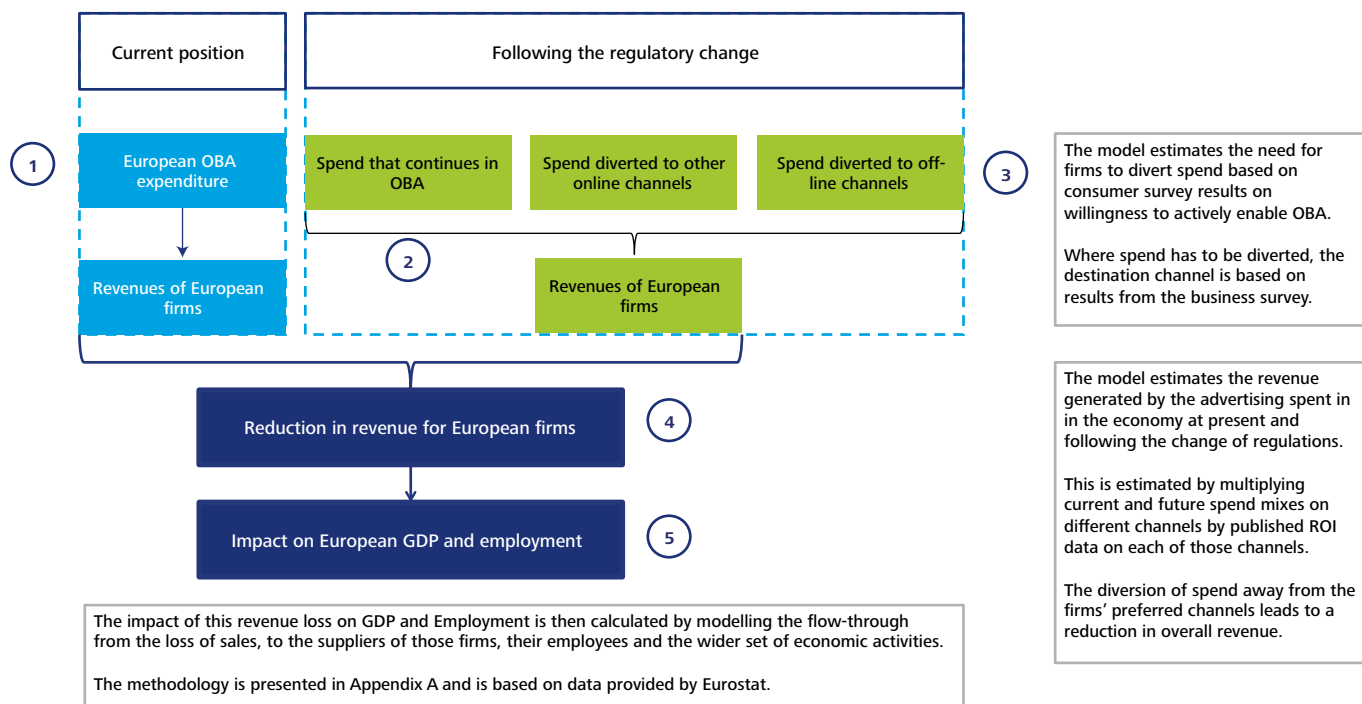 Current position
Following the regulatory change
1
European OBA
expenditure
Spend that continues in
OBA
Spend diverted to other
online channels
Spend diverted to off-
line channels
3
The model estimates the need for
firms to divert spend based on
consumer survey results on
willingness to actively enable OBA.
Where spend has to be diverted, the
destination channel is based on
results from the business survey.
2
Revenues of European
firms
Revenues of European
firms
Reduction in revenue for European firms
4
Impact on European GDP and employment
5
The model estimates the revenue
generated by the advertising spent in
in the economy at present and
following the change of regulations.
This is estimated by multiplying
current and future spend mixes on
different channels by published ROI
data on each of those channels.
The diversion of spend away from the
firms' preferred channels leads to a
reduction in overall revenue.
The impact of this revenue loss on GDP and Employment is then calculated by modelling the flow-through
from the loss of sales, to the suppliers of those firms, their employees and the wider set of economic activities.
The methodology is presented in Appendix A and is based on data provided by Eurostat.